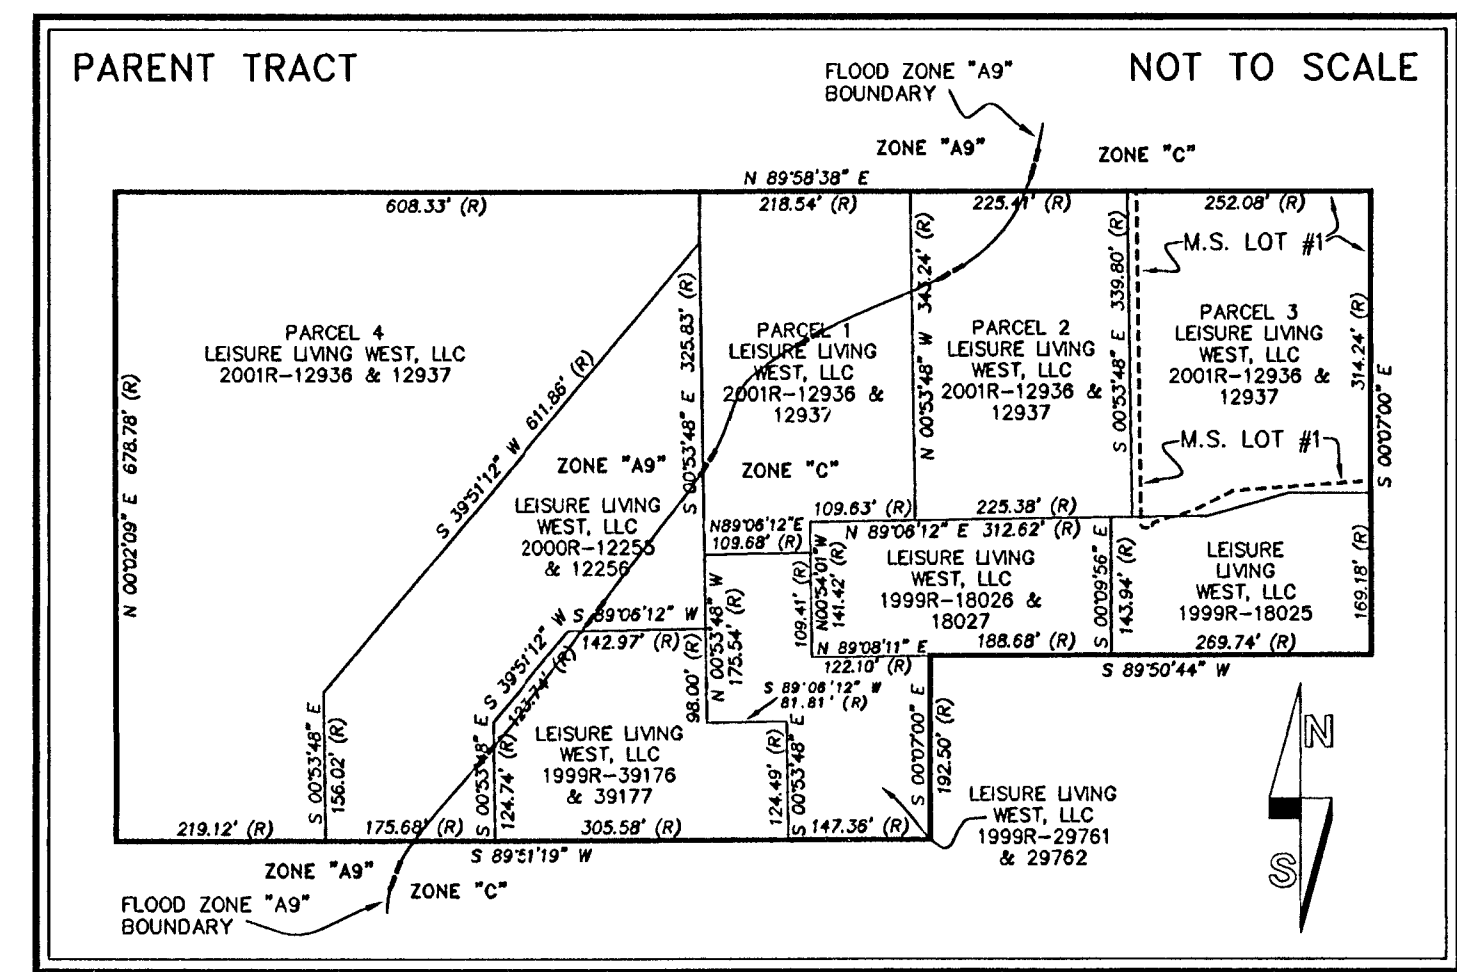 PARENT TRACT
NOT TO SCALE
FLOOD ZONE "A9"
BOUNDARY
ZONE "A9"
ZONE "C"
N 89°58'38" E
608.33' (R)
218.54' (R)
225.41' (R)
252.08' (R)
M.S. LOT #1
PARCEL 4
LEISURE LIVING WEST, LLC
2001R-12936 & 12937
PARCEL 1
LEISURE LIVING
WEST, LLC
2001R-12936 &
12937
PARCEL 2
LEISURE LIVING
WEST, LLC
2001R-12936 &
12937
PARCEL 3
LEISURE LIVING
WEST, LLC
2001R-12936 &
12937
N 00°02'09" E 678.78' (R)
S 39°51'12" W 611.86' (R)
S 00°53'48" E 325.83' (R)
N 00°53'48" W 343.24' (R)
S 00°53'48" E 339.80' (R)
314.24' (R)
S 00°07'00" E
M.S. LOT #1
ZONE "A9"
ZONE "C"
LEISURE LIVING
WEST, LLC
2000R-12255
& 12256
109.63' (R)
225.38' (R)
N89°06'12"E
109.68' (R)
N 89°06'12" E 312.62' (R)
LEISURE LIVING
WEST, LLC
1999R-18026 &
18027
LEISURE
LIVING
WEST, LLC
1999R-18025
109.41' (R)
N00°54'01"W
141.42' (R)
S 00°09'56" E
143.94' (R)
169.18' (R)
S 89°06'12" W
142.97' (R)
N 00°53'48" W
175.54' (R)
N 89°08'11" E
122.10' (R)
188.68' (R)
269.74' (R)
S 89°50'44" W
S 39°51'12" W
123.74' (R)
98.00' (R)
S 89°06'12" W
81.81' (R)
S 00°53'48" E
156.02' (R)
S 00°53'48" E
124.74' (R)
LEISURE LIVING
WEST, LLC
1999R-39176
& 39177
124.49' (R)
S 00°53'48" E
S 00°07'00" E
192.50' (R)
LEISURE LIVING
WEST, LLC
1999R-29761
& 29762
219.12' (R)
175.68' (R)
305.58' (R)
147.36' (R)
S 89°51'19" W
ZONE "A9"
ZONE "C"
FLOOD ZONE "A9"
BOUNDARY
N
S